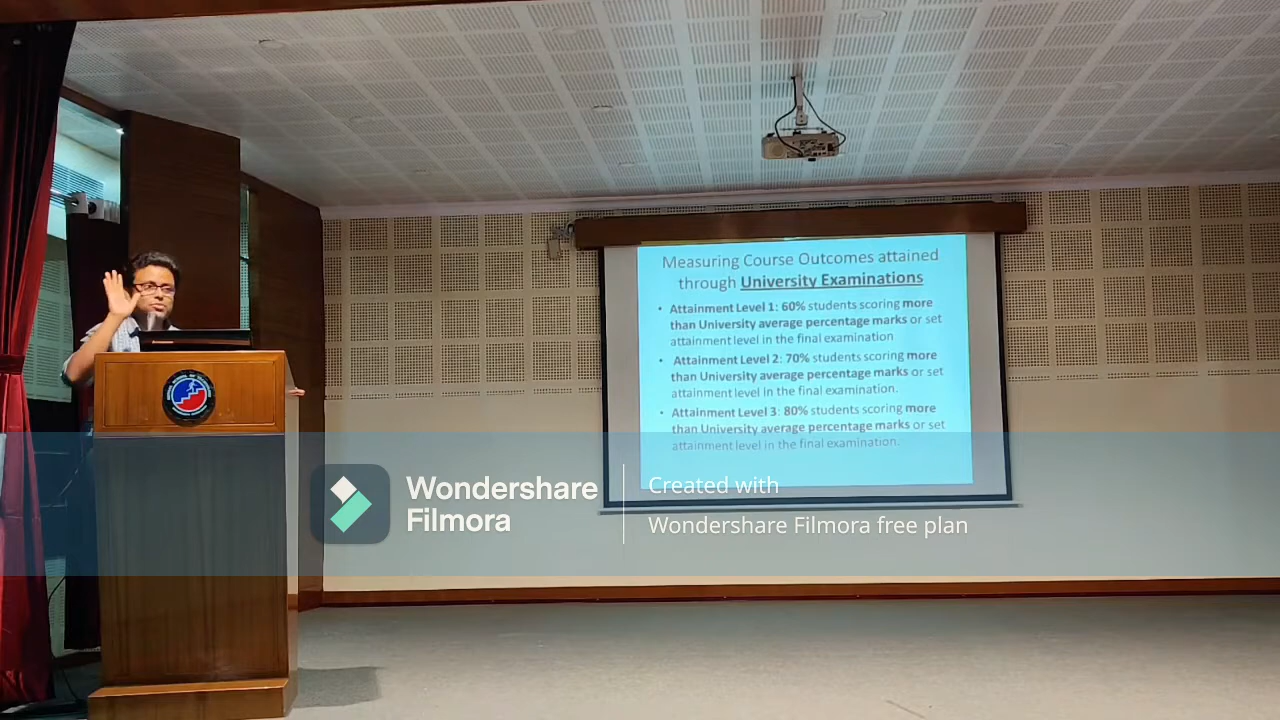 Measuring Course Outcomes attained
through University Examinations
• Attainment Level 1: 60% students scoring more
than University average percentage marks or set
attainment level in the final examination
• Attainment Level 2: 70% students scoring more
than University average percentage marks or set
attainment level in the final examination.
• Attainment Level 3: 80% students scoring more
than University average percentage marks or set
attainment level in the final examination.
Wondershare
Filmora
Created with
Wondershare Filmora free plan